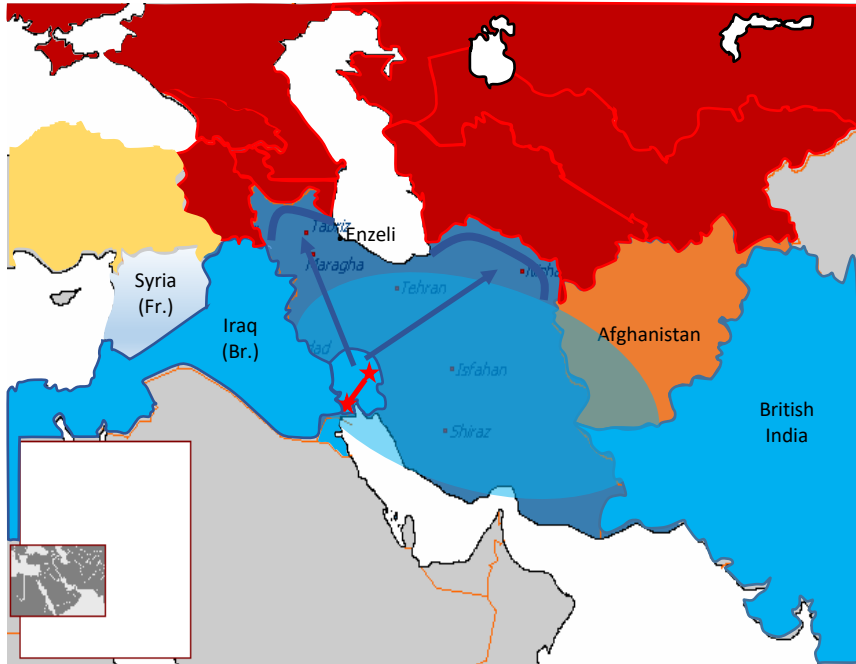 Enzeli
Tabriz
Maragha
Tehran
Syria
(Fr.)
Iraq
(Br.)
Afghanistan
Isfahan
British
India
Shiraz